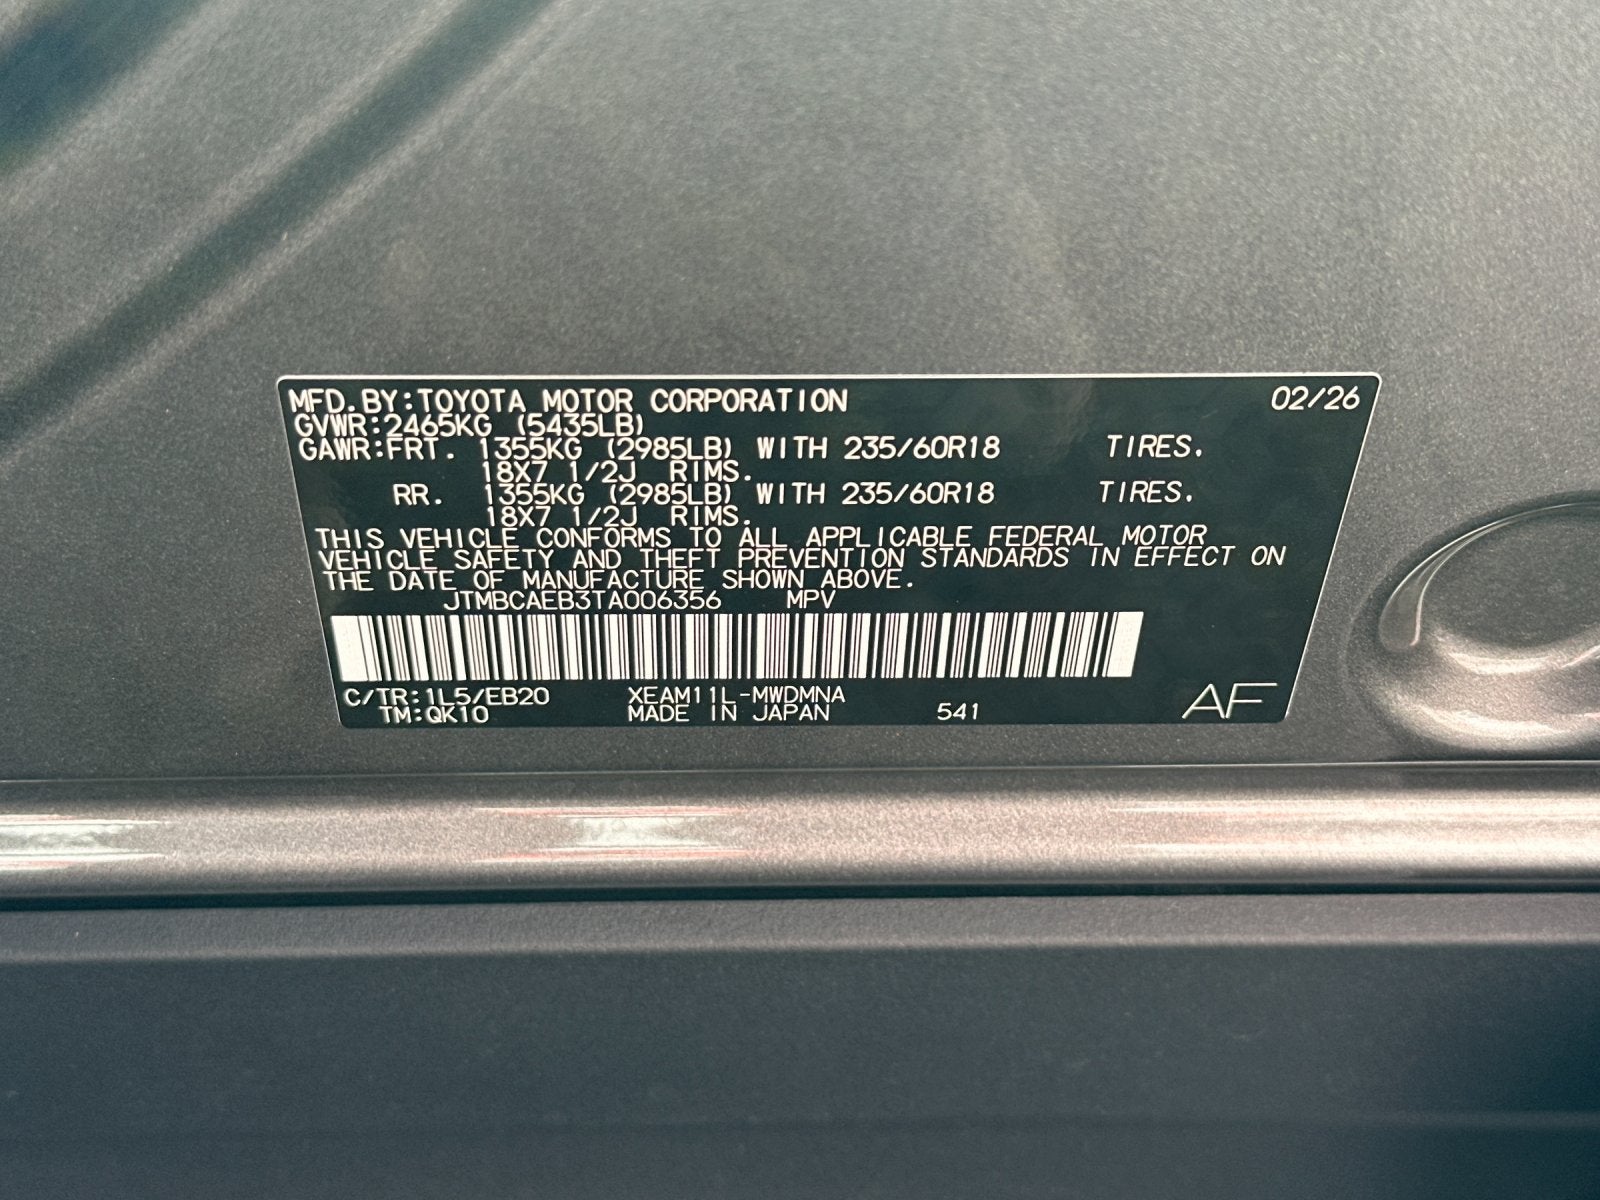 MFD.BY:TOYOTA MOTOR CORPORATION 02/26
GVWR:2465KG (5435LB)
GAWR:FRT. 1355KG (2985LB) WITH 235/60R18 TIRES.
18X7 1/2J RIMS.
RR. 1355KG (2985LB) WITH 235/60R18 TIRES.
18X7 1/2J RIMS.
THIS VEHICLE CONFORMS TO ALL APPLICABLE FEDERAL MOTOR
VEHICLE SAFETY AND THEFT PREVENTION STANDARDS IN EFFECT ON
THE DATE OF MANUFACTURE SHOWN ABOVE.
JTMBCAEB3TA006356 MPV
C/TR:1L5/EB20 XEAM11L-MWDMNA
TM:QK10 MADE IN JAPAN 541 AF